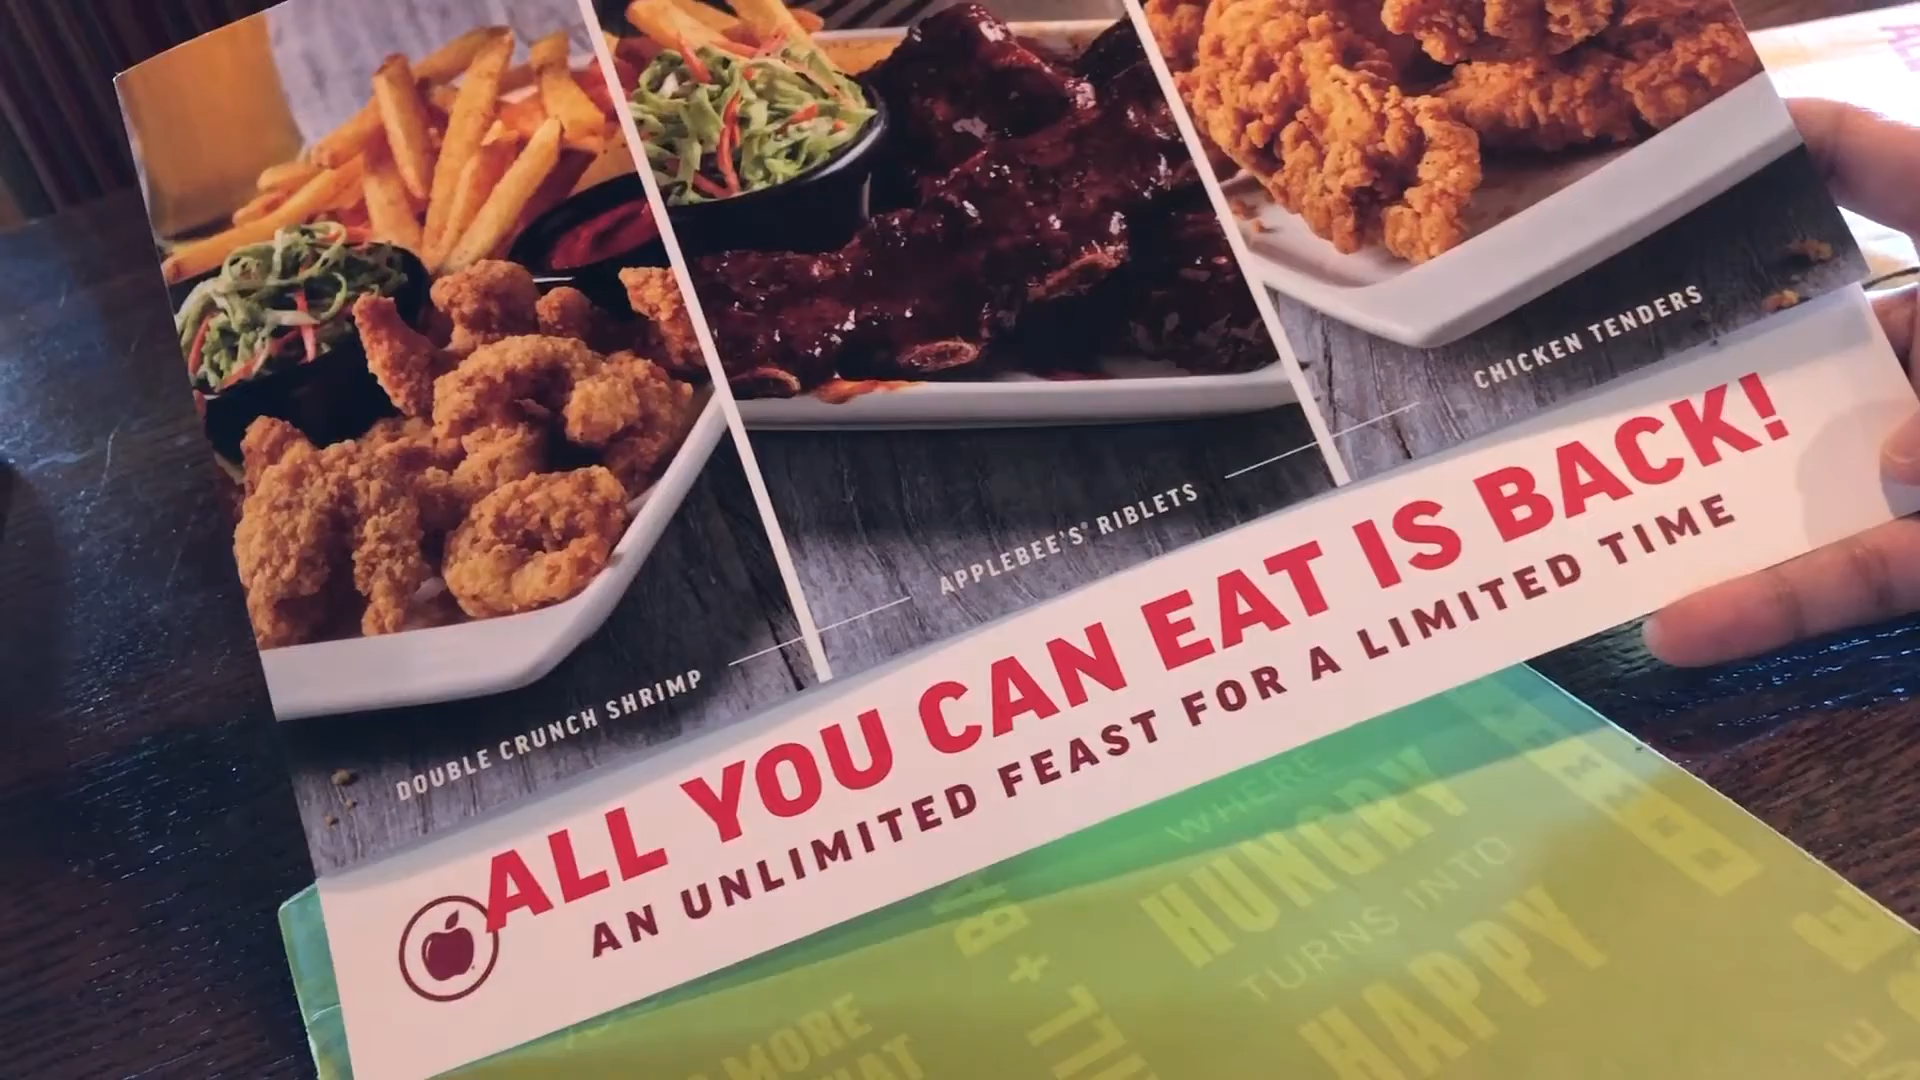 DOUBLE CRUNCH SHRIMP
APPLEBEE'S® RIBLETS
CHICKEN TENDERS
ALL YOU CAN EAT IS BACK!
AN UNLIMITED FEAST FOR A LIMITED TIME
WHERE
HUNGRY
TURNS INTO
HAPPY
MORE